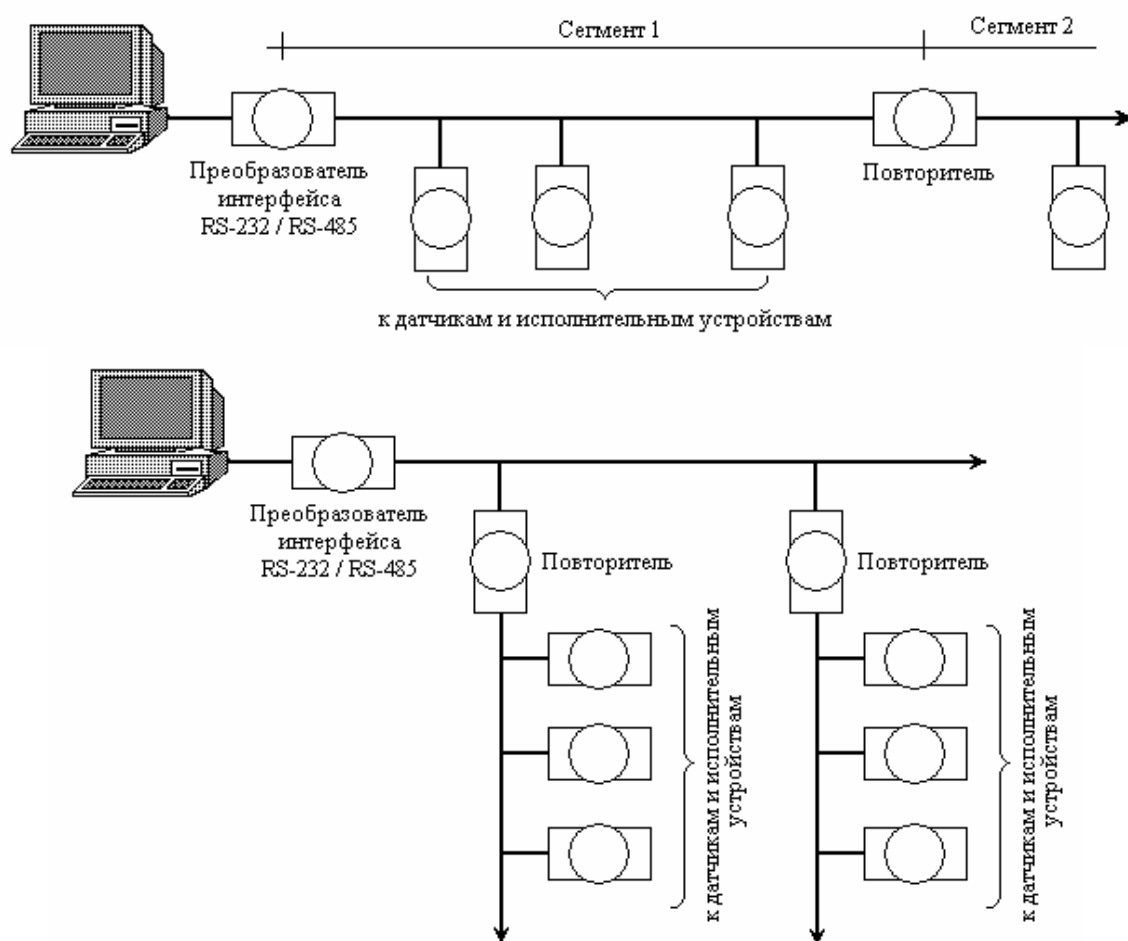 Сегмент 1
Сегмент 2
Преобразователь
интерфейса
RS-232 / RS-485
Повторитель
к датчикам и исполнительным устройствам
Преобразователь
интерфейса
RS-232 / RS-485
Повторитель
Повторитель
к датчикам и исполнительным
устройствам
к датчикам и исполнительным
устройствам